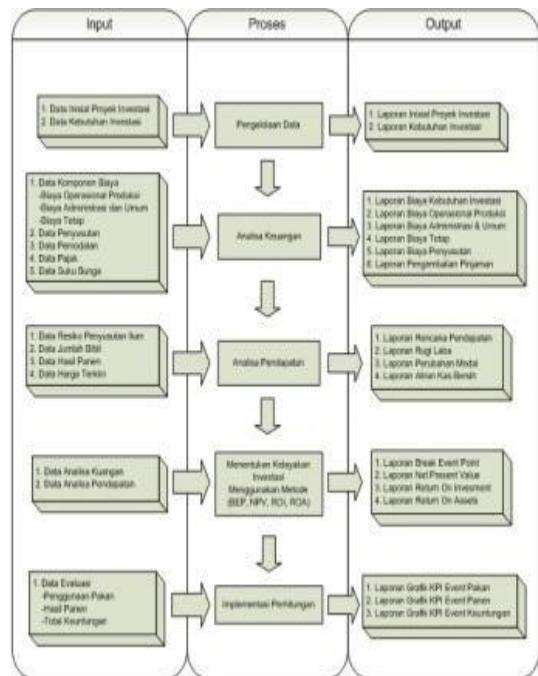 Input
Proses
Output
1. Data Inisial Proyek Investasi
2. Data Kebutuhan Investasi
Pengelolaan Data
1. Laporan Inisial Proyek Investasi
2. Laporan Kebutuhan Investasi
1. Data Komponen Biaya
-Biaya Operasional Produksi
-Biaya Administrasi dan Umum
-Biaya Tetap
2. Data Penyusutan
3. Data Pemodalan
4. Data Pajak
5. Data Suku Bunga
Analisa Keuangan
1. Laporan Biaya Kebutuhan Investasi
2. Laporan Biaya Operasional Produksi
3. Laporan Biaya Administrasi & Umum
4. Laporan Biaya Tetap
5. Laporan Biaya Penyusutan
6. Laporan Pengembalian Pinjaman
1. Data Resiko Penyusutan Ikan
2. Data Jumlah Bibit
3. Data Hasil Panen
4. Data Harga Terkini
Analisa Pendapatan
1. Laporan Rencana Pendapatan
2. Laporan Rugi Laba
3. Laporan Perubahan Modal
4. Laporan Aliran Kas Bersih
1. Data Analisa Kuangan
2. Data Analisa Pendapatan
Menentukan Kelayakan
Investasi
Menggunakan Metode
(BEP, NPV, ROI, ROA)
1. Laporan Break Event Point
2. Laporan Net Present Value
3. Laporan Return On Invesment
4. Laporan Return On Assets
1. Data Evaluasi
-Penggunaan Pakan
-Hasil Panen
-Total Keuntungan
Implementasi Perhitungan
1. Laporan Grafik KPI Event Pakan
2. Laporan Grafik KPI Event Panen
3. Laporan Grafik KPI Event Keuntungan